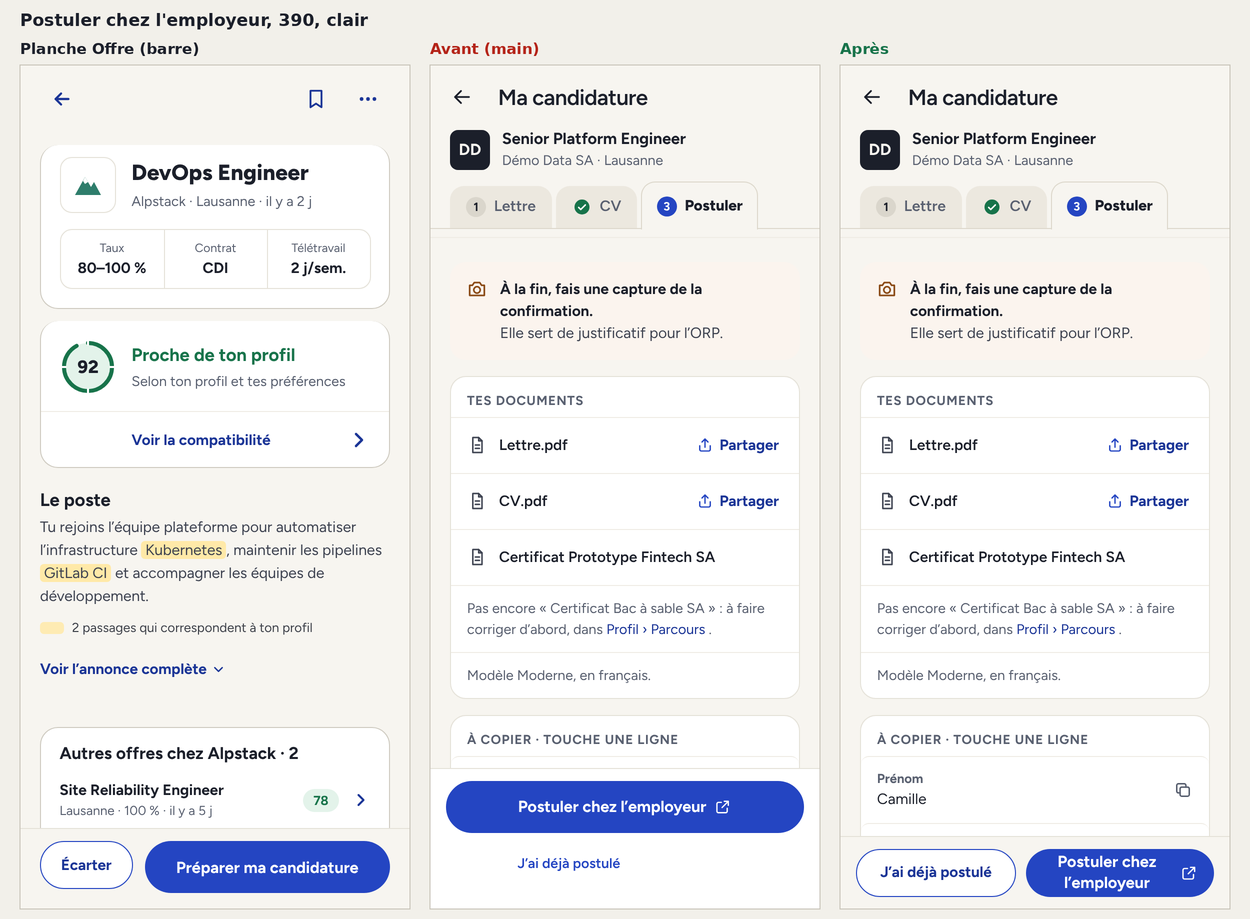 Postuler chez l'employeur, 390, clair
Planche Offre (barre)
DevOps Engineer
Alpstack · Lausanne · il y a 2 j
Taux
80–100 %
Contrat
CDI
Télétravail
2 j/sem.
92
Proche de ton profil
Selon ton profil et tes préférences
Voir la compatibilité
Le poste
Tu rejoins l’équipe plateforme pour automatiser
l’infrastructure Kubernetes , maintenir les pipelines
GitLab CI et accompagner les équipes de
développement.
2 passages qui correspondent à ton profil
Voir l’annonce complète
Autres offres chez Alpstack · 2
Site Reliability Engineer
Lausanne · 100 % · il y a 5 j
78
Écarter
Préparer ma candidature
Avant (main)
Ma candidature
DD
Senior Platform Engineer
Démo Data SA · Lausanne
1 Lettre
CV
3 Postuler
À la fin, fais une capture de la
confirmation.
Elle sert de justificatif pour l’ORP.
TES DOCUMENTS
Lettre.pdf
Partager
CV.pdf
Partager
Certificat Prototype Fintech SA
Pas encore « Certificat Bac à sable SA » : à faire
corriger d’abord, dans Profil › Parcours .
Modèle Moderne, en français.
À COPIER · TOUCHE UNE LIGNE
Postuler chez l’employeur
J’ai déjà postulé
Après
Ma candidature
DD
Senior Platform Engineer
Démo Data SA · Lausanne
1 Lettre
CV
3 Postuler
À la fin, fais une capture de la
confirmation.
Elle sert de justificatif pour l’ORP.
TES DOCUMENTS
Lettre.pdf
Partager
CV.pdf
Partager
Certificat Prototype Fintech SA
Pas encore « Certificat Bac à sable SA » : à faire
corriger d’abord, dans Profil › Parcours .
Modèle Moderne, en français.
À COPIER · TOUCHE UNE LIGNE
Prénom
Camille
J’ai déjà postulé
Postuler chez
l’employeur